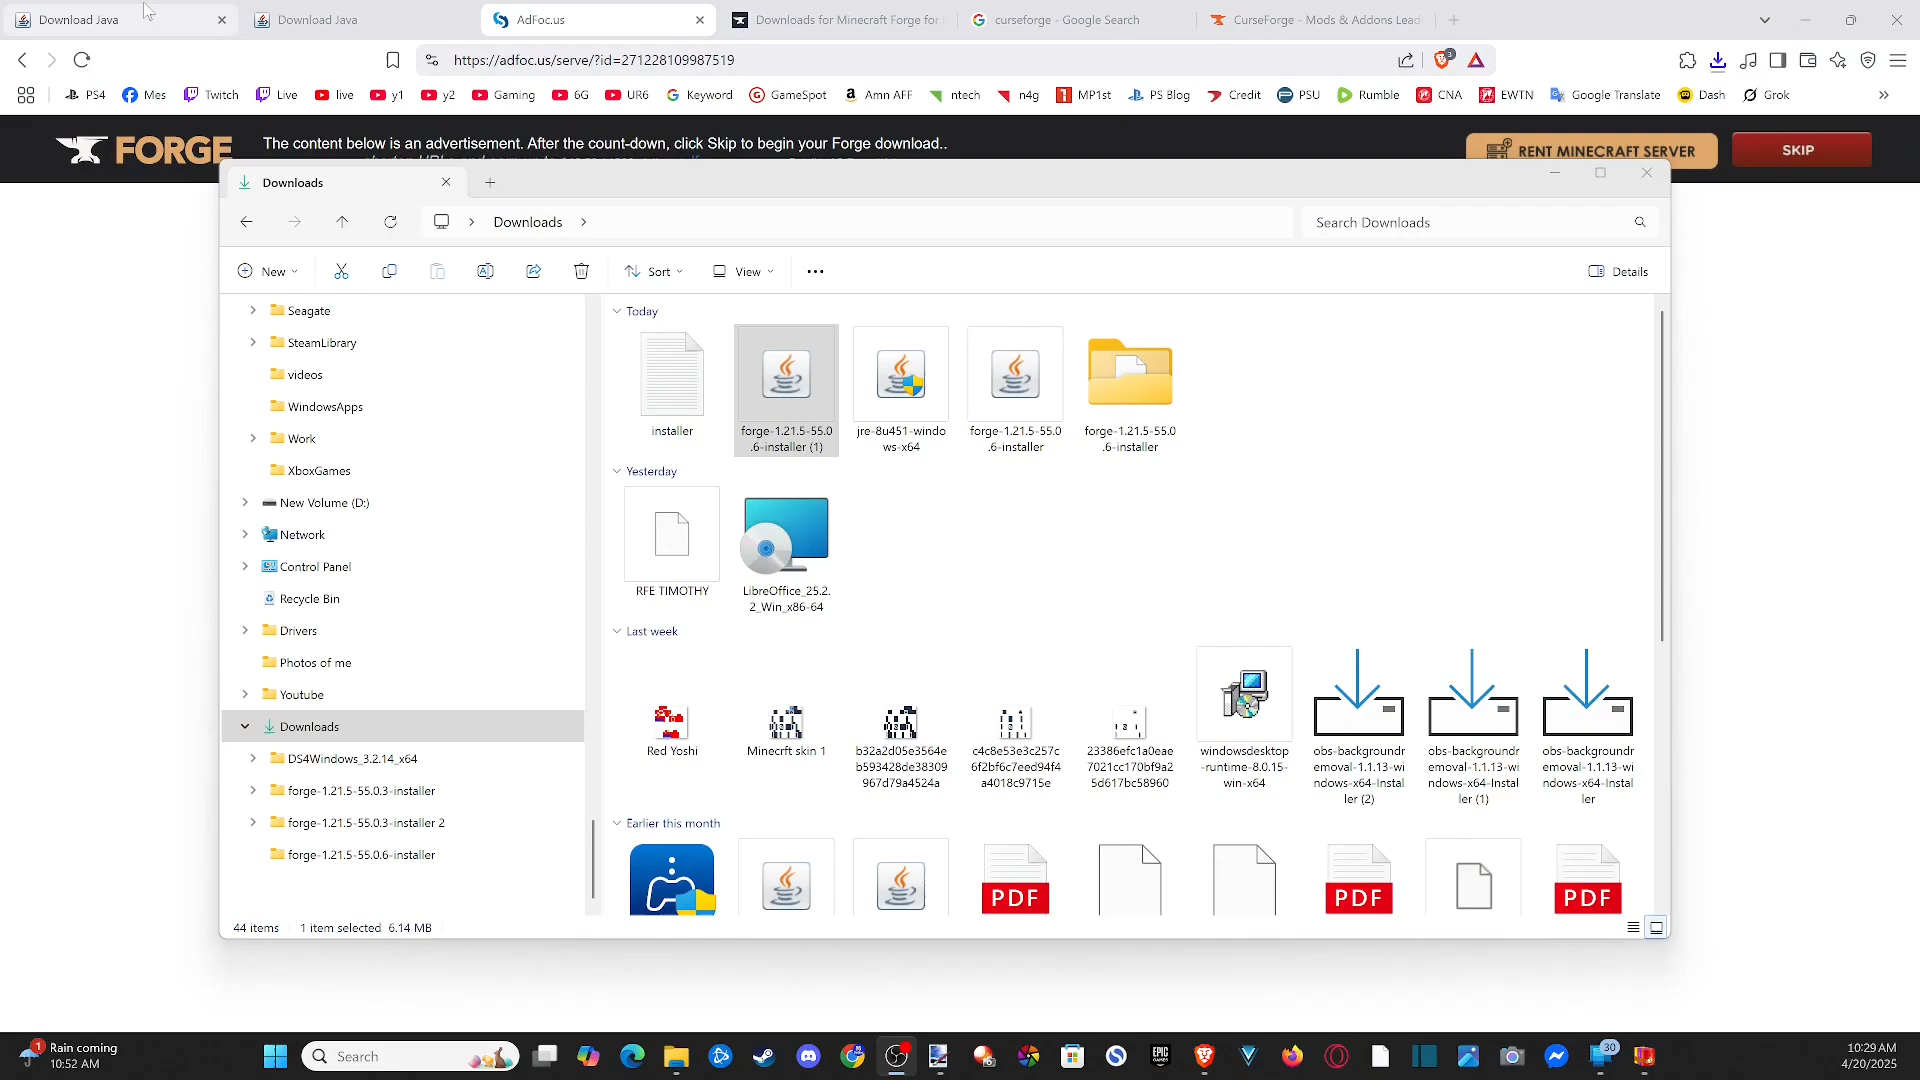 Download Java
Download Java
AdFoc.us
Downloads for Minecraft Forge for
curseforge - Google Search
CurseForge - Mods & Addons Lead
https://adfoc.us/serve/?id=271228109987519
3
PS4
Mes
Twitch
Live
live
y1
y2
Gaming
6G
UR6
Keyword
GameSpot
Amn AFF
ntech
n4g
MP1st
PS Blog
Credit
PSU
Rumble
CNA
EWTN
Google Translate
Dash
Grok
FORGE
The content below is an advertisement. After the count-down, click Skip to begin your Forge download..
RENT MINECRAFT SERVER
SKIP
Downloads
Downloads
Search Downloads
New
Sort
View
Details
Seagate
SteamLibrary
videos
WindowsApps
Work
XboxGames
New Volume (D:)
Network
Control Panel
Recycle Bin
Drivers
Photos of me
Youtube
Downloads
DS4Windows_3.2.14_x64
forge-1.21.5-55.0.3-installer
forge-1.21.5-55.0.3-installer 2
forge-1.21.5-55.0.6-installer
Today
installer
forge-1.21.5-55.0
.6-installer (1)
jre-8u451-windo
ws-x64
forge-1.21.5-55.0
.6-installer
forge-1.21.5-55.0
.6-installer
Yesterday
RFE TIMOTHY
LibreOffice_25.2.
2_Win_x86-64
Last week
Red Yoshi
Minecrft skin 1
b32a2d05e3564e
b593428de38309
967d79a4524a
c4c8e53e3c257c
6f2bf6c7eed94f4
a4018c9715e
23386efc1a0eae
7021cc170bf9a2
5d617bc58960
windowsdesktop
-runtime-8.0.15-
win-x64
obs-backgroundr
emoval-1.1.13-wi
ndows-x64-Instal
ler (2)
obs-backgroundr
emoval-1.1.13-wi
ndows-x64-Instal
ler (1)
obs-backgroundr
emoval-1.1.13-wi
ndows-x64-Instal
ler
Earlier this month
PDF
PDF
PDF
44 items
1 item selected 6.14 MB
1
Rain coming
10:52 AM
Search
EPIC
GAMES
30
10:29 AM
4/20/2025